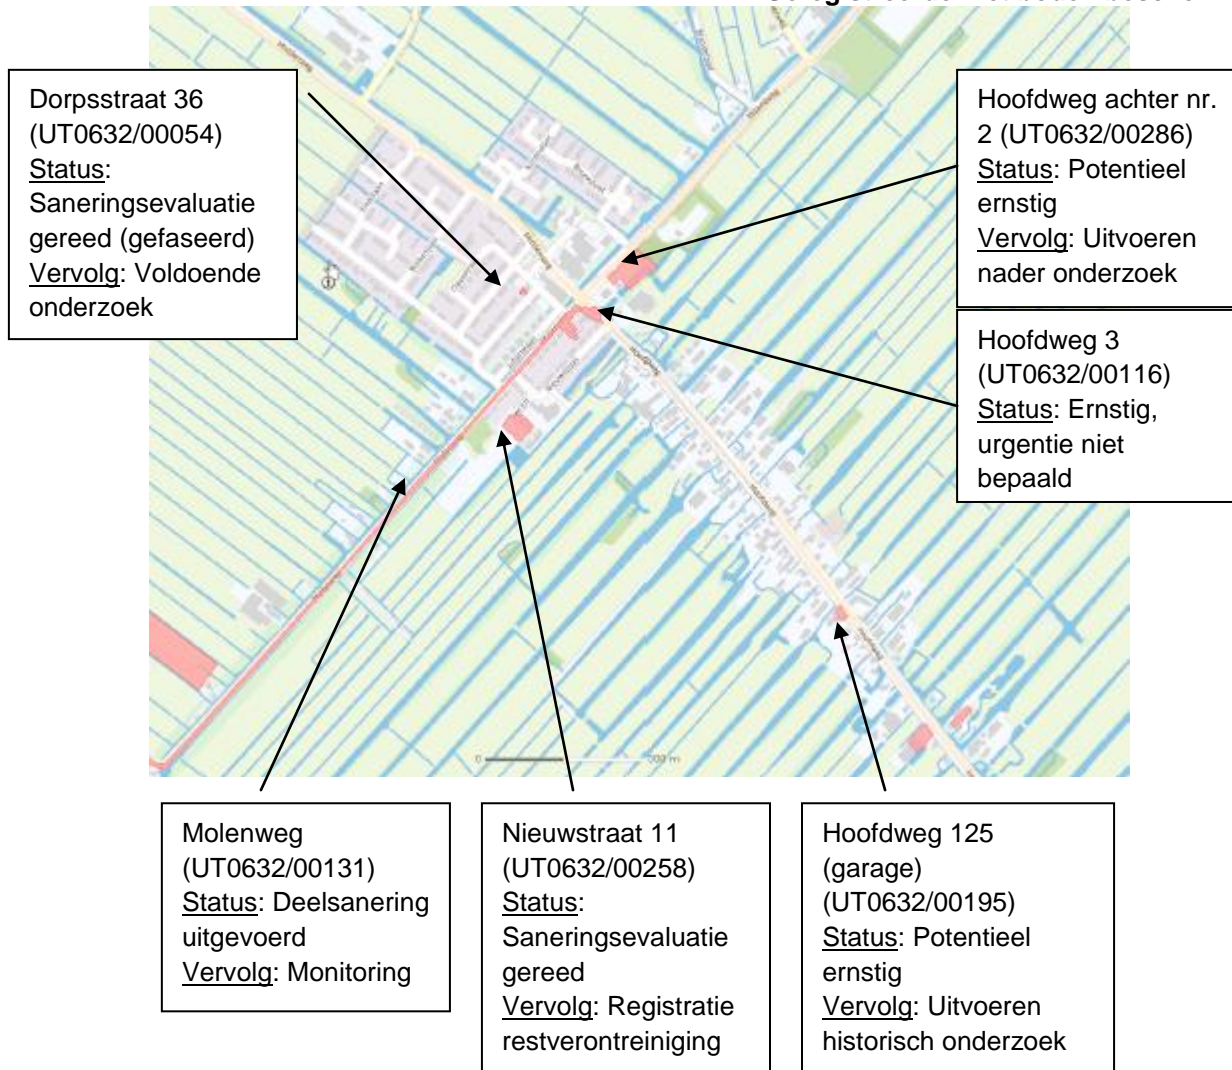 Dorpsstraat 36
(UT0632/00054)
Status:
Saneringsevaluatie
gereed (gefaseerd)
Vervolg: Voldoende
onderzoek
Hoofdweg achter nr.
2 (UT0632/00286)
Status: Potentieel
ernstig
Vervolg: Uitvoeren
nader onderzoek
Hoofdweg 3
(UT0632/00116)
Status: Ernstig,
urgentie niet
bepaald
Molenweg
(UT0632/00131)
Status: Deelsanering
uitgevoerd
Vervolg: Monitoring
Nieuwstraat 11
(UT0632/00258)
Status:
Saneringsevaluatie
gereed
Vervolg: Registratie
restverontreiniging
Hoofdweg 125
(garage)
(UT0632/00195)
Status: Potentieel
ernstig
Vervolg: Uitvoeren
historisch onderzoek